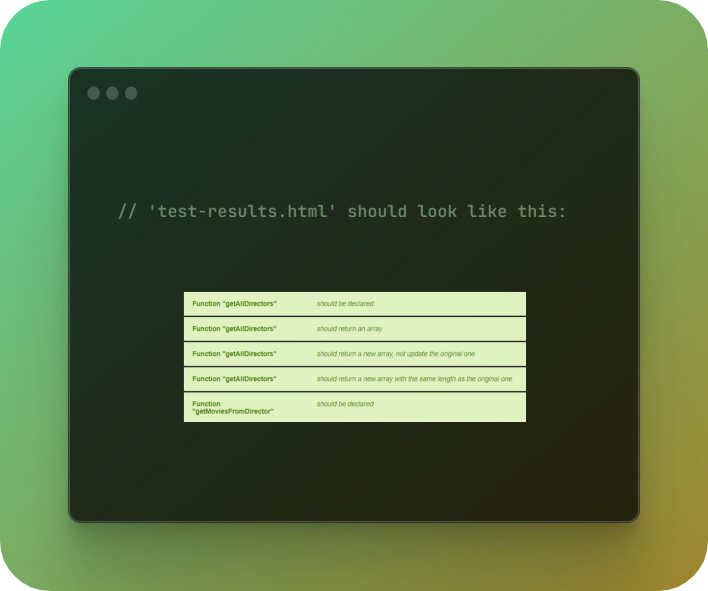 // 'test-results.html' should look like this:
Function "getAllDirectors" should be declared
Function "getAllDirectors" should return an array
Function "getAllDirectors" should return a new array, not update the original one
Function "getAllDirectors" should return a new array with the same length as the original one
Function should be declared
"getMoviesFromDirector"